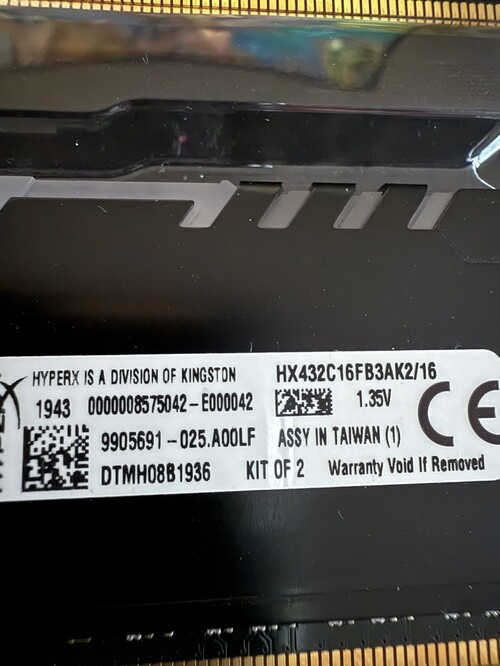 HYPERX IS A DIVISION OF KINGSTON
HX432C16FB3AK2/16
1943 0000008575042-E000042
1.35V
9905691-025.A00LF ASSY IN TAIWAN (1)
DTMH08B1936 KIT OF 2 Warranty Void If Removed
CE